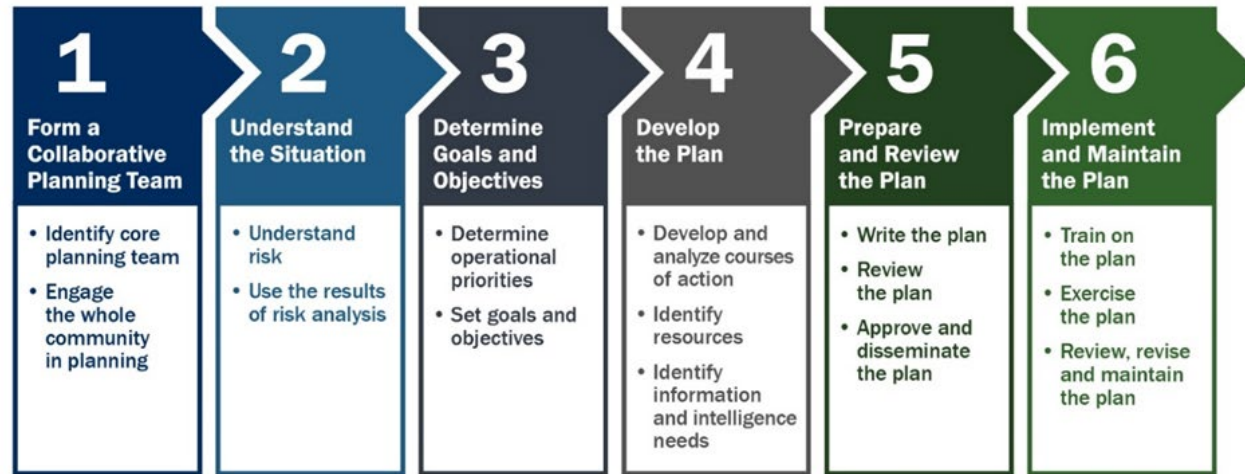 1
Form a
Collaborative
Planning Team
• Identify core
planning team
• Engage
the whole
community
in planning
2
Understand
the Situation
• Understand
risk
• Use the results
of risk analysis
3
Determine
Goals and
Objectives
• Determine
operational
priorities
• Set goals and
objectives
4
Develop
the Plan
• Develop and
analyze courses
of action
• Identify
resources
• Identify
information
and intelligence
needs
5
Prepare
and Review
the Plan
• Write the plan
• Review
the plan
• Approve and
disseminate
the plan
6
Implement
and Maintain
the Plan
• Train on
the plan
• Exercise
the plan
• Review, revise
and maintain
the plan